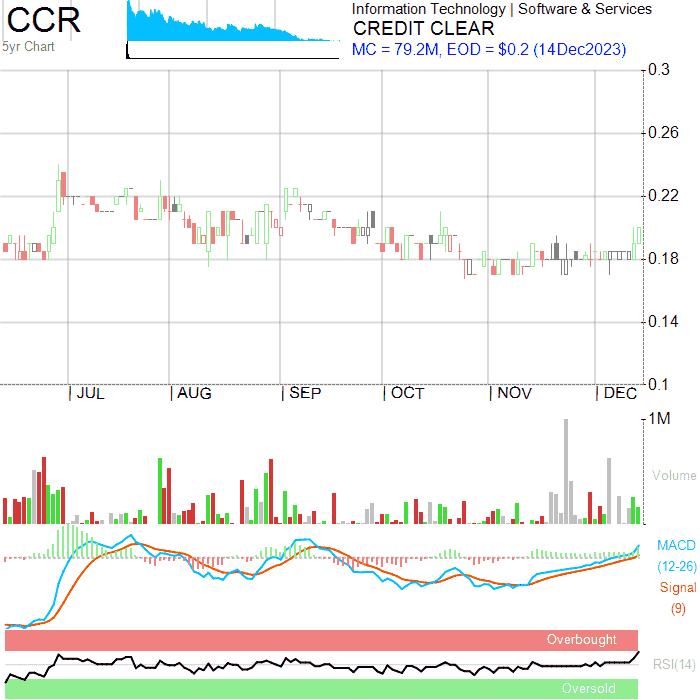 CCR
5yr Chart
Information Technology | Software & Services
CREDIT CLEAR
MC = 79.2M, EOD = $0.2 (14Dec2023)
0.3
0.26
0.22
0.18
0.14
0.1
| JUL | AUG | SEP | OCT | NOV | DEC
1M
Volume
MACD
(12-26)
Signal
(9)
Overbought
RSI(14)
Oversold